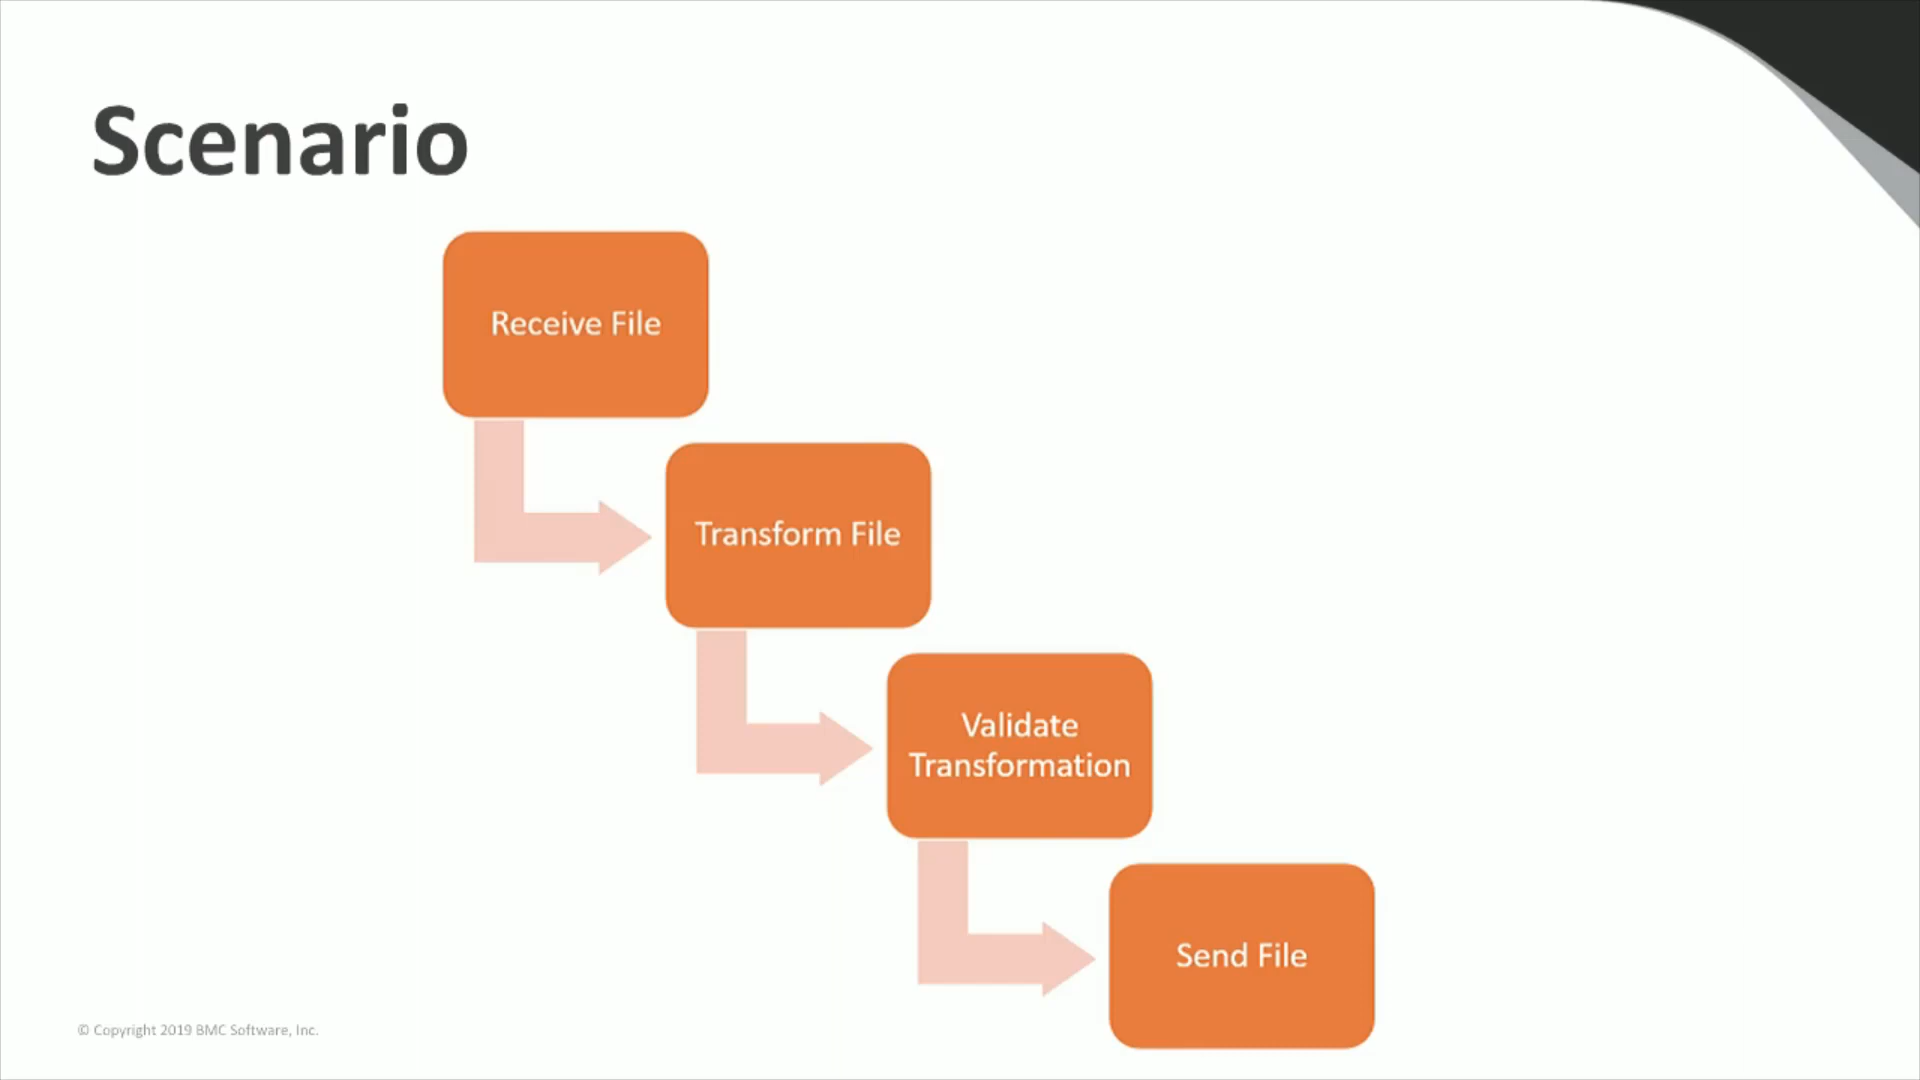 Scenario
Receive File
Transform File
Validate
Transformation
Send File
© Copyright 2019 BMC Software, Inc.